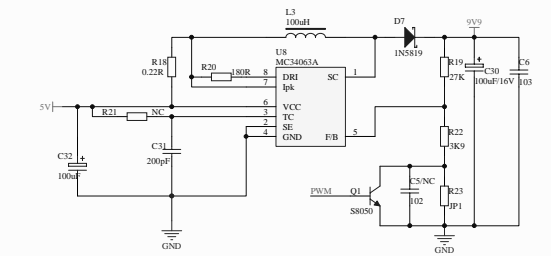 L3
100uH
D7
1N5819
9V9
U8
MC34063A
R18
0.22R
R20
180R
8 DRI
7 Ipk
SC 1
6 VCC
3 TC
2 SE
4 GND
F/B 5
R19
27K
C30
100uF/16V
C6
103
5V
R21
NC
C31
200pF
C32
100uF
R22
3K9
PWM
Q1
S8050
C5/NC
102
R23
JP1
GND
GND